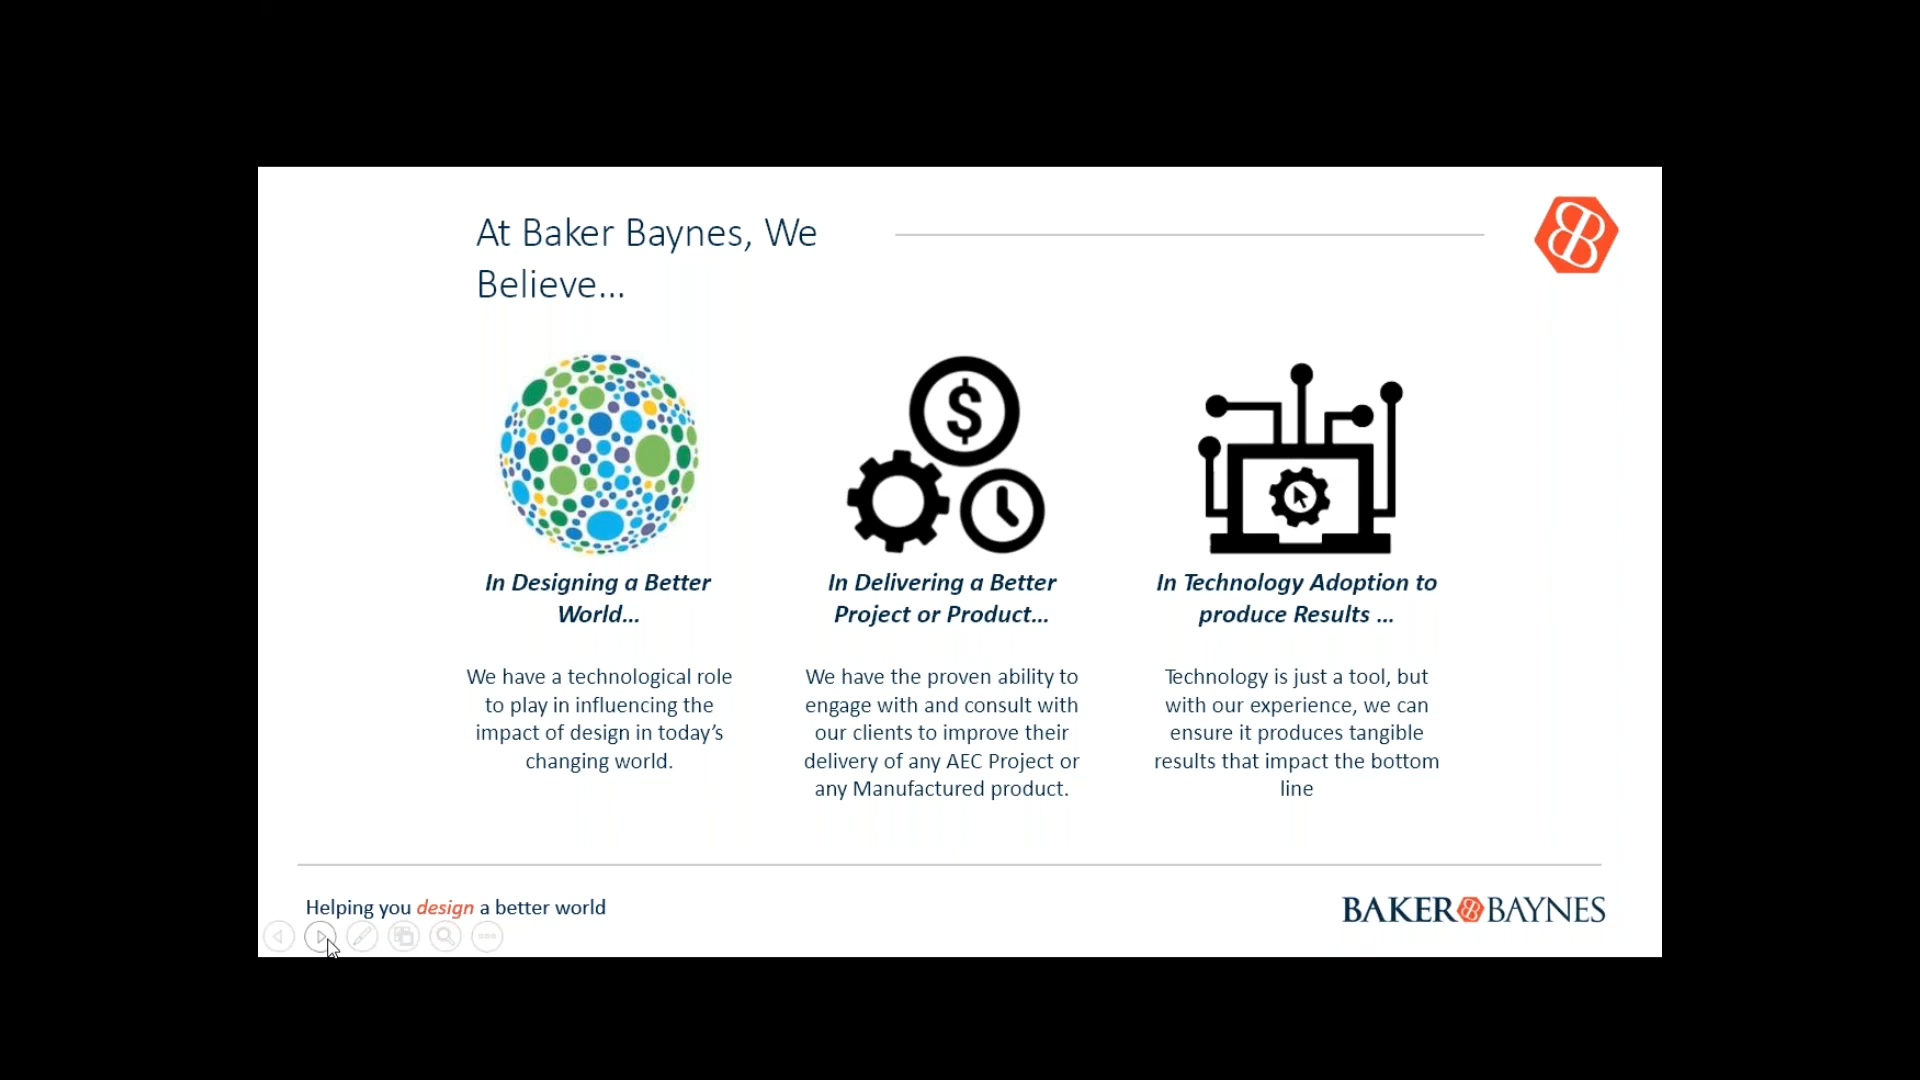 At Baker Baynes, We
Believe...
$
In Designing a Better
World...
We have a technological role
to play in influencing the
impact of design in today's
changing world.
In Delivering a Better
Project or Product...
We have the proven ability to
engage with and consult with
our clients to improve their
delivery of any AEC Project or
any Manufactured product.
In Technology Adoption to
produce Results ...
Technology is just a tool, but
with our experience, we can
ensure it produces tangible
results that impact the bottom
line
Helping you design a better world
BAKER BAYNES